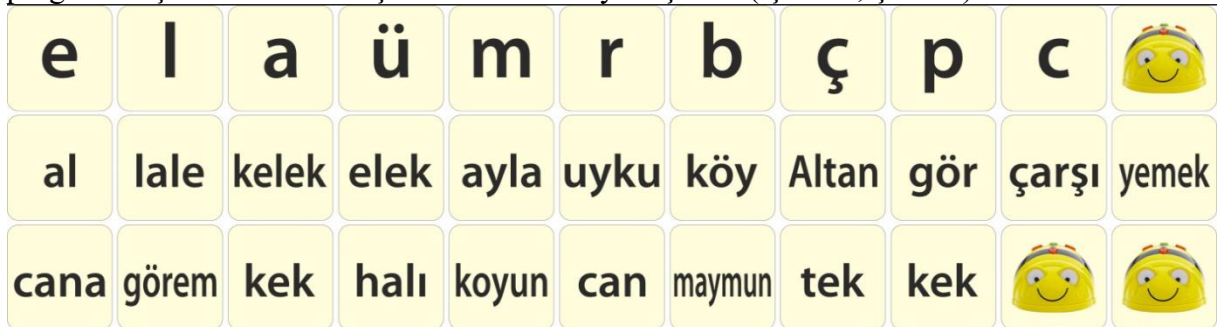 e l a ü m r b ç p c
al lale kelek elek ayla uyku köy Altan gör çarşı yemek
cana görem kek halı koyun can maymun tek kek